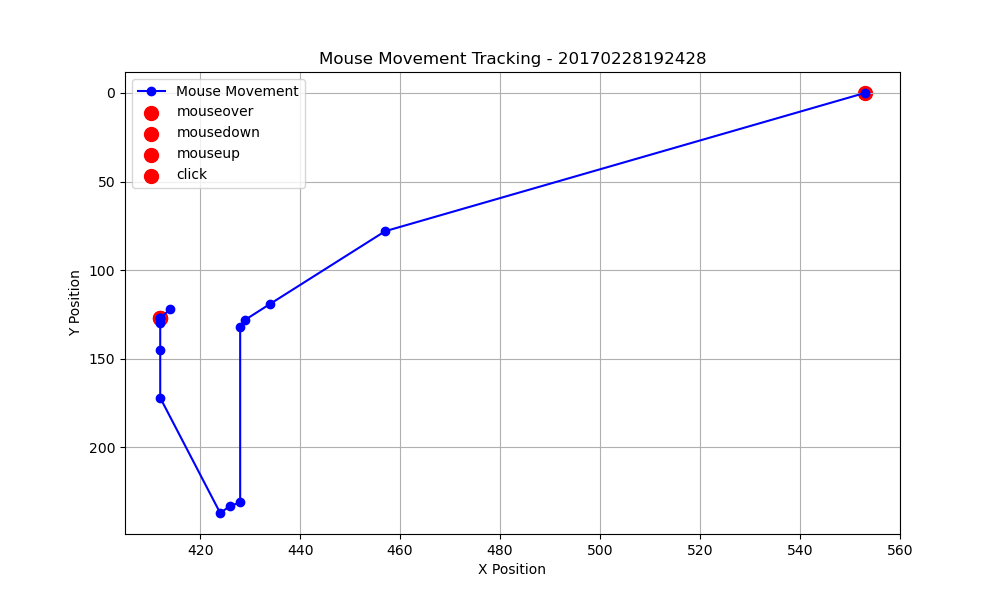 Mouse Movement Tracking - 20170228192428
Mouse Movement
mouseover
mousedown
mouseup
click
0
50
100
150
200
Y Position
420 440 460 480 500 520 540 560
X Position